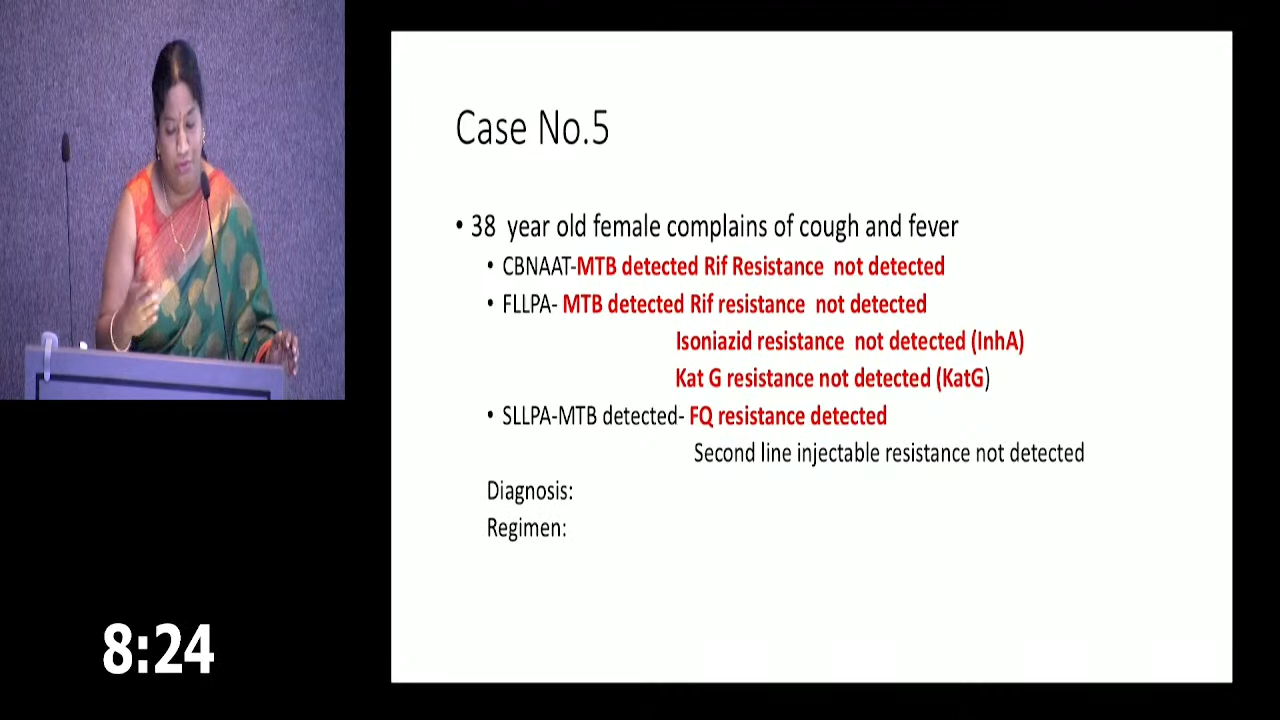 Case No.5
• 38 year old female complains of cough and fever
• CBNAAT-MTB detected Rif Resistance not detected
• FLLPA- MTB detected Rif resistance not detected
Isoniazid resistance not detected (InhA)
Kat G resistance not detected (KatG)
• SLLPA-MTB detected- FQ resistance detected
Second line injectable resistance not detected
Diagnosis:
Regimen:
8:24